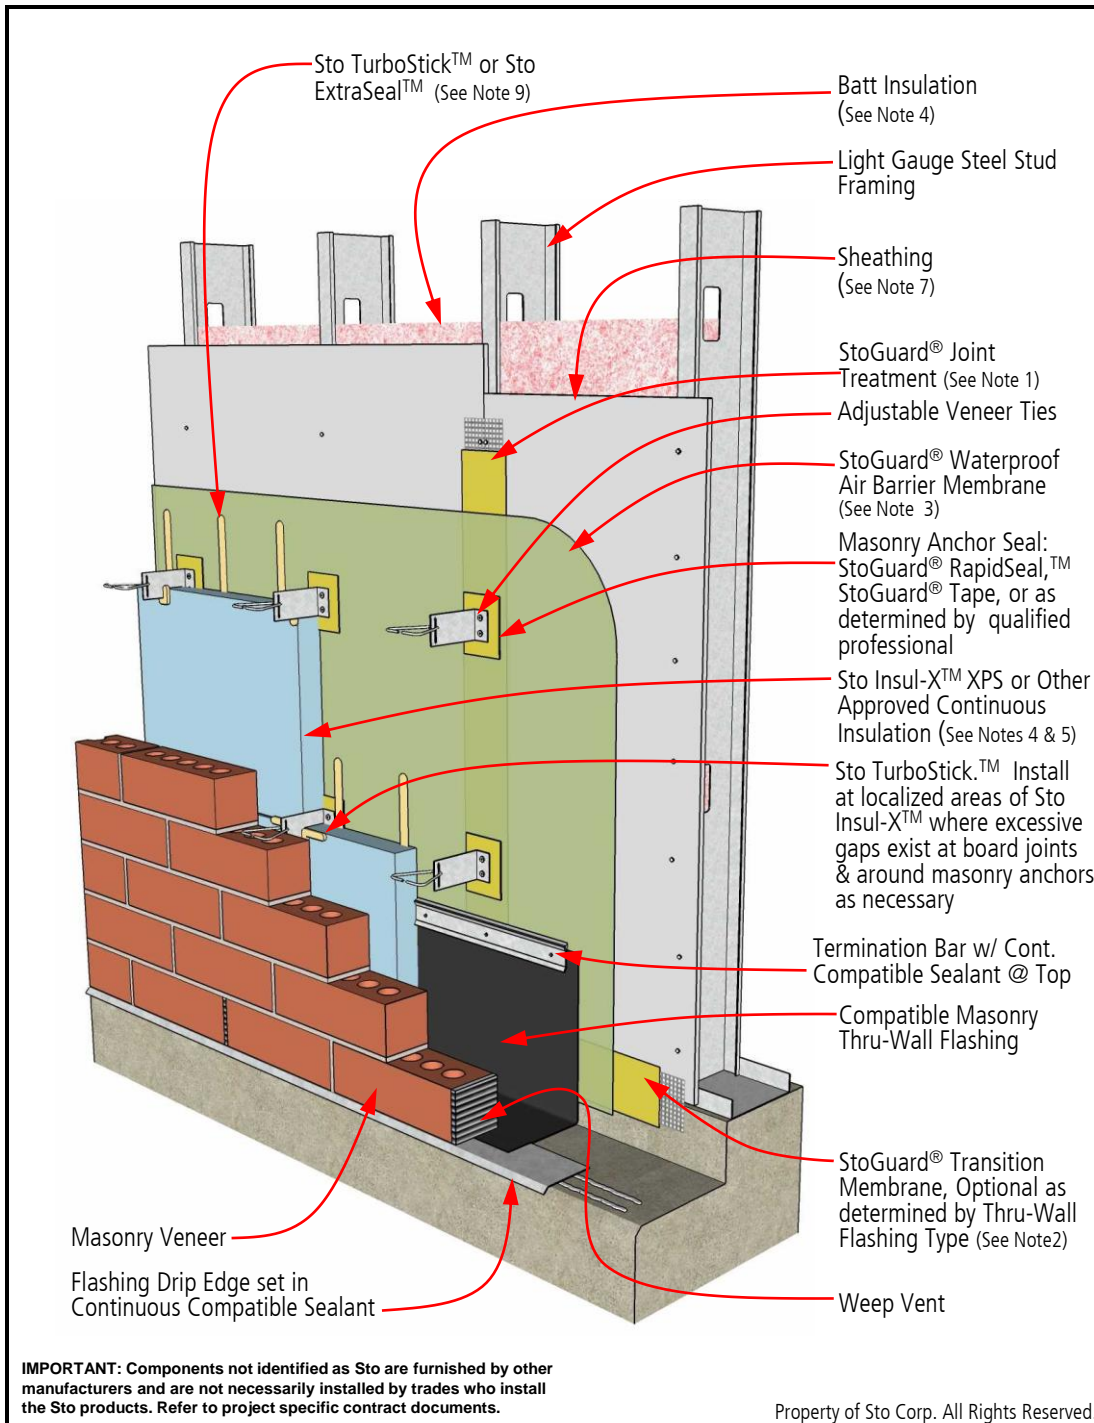 Sto TurboStick™ or Sto
ExtraSeal™ (See Note 9)
Batt Insulation
(See Note 4)
Light Gauge Steel Stud
Framing
Sheathing
(See Note 7)
StoGuard® Joint
Treatment (See Note 1)
Adjustable Veneer Ties
StoGuard® Waterproof
Air Barrier Membrane
(See Note 3)
Masonry Anchor Seal:
StoGuard® RapidSeal,™
StoGuard® Tape, or as
determined by qualified
professional
Sto Insul-X™ XPS or Other
Approved Continuous
Insulation (See Notes 4 & 5)
Sto TurboStick.™ Install
at localized areas of Sto
Insul-X™ where excessive
gaps exist at board joints
& around masonry anchors
as necessary
Termination Bar w/ Cont.
Compatible Sealant @ Top
Compatible Masonry
Thru-Wall Flashing
StoGuard® Transition
Membrane, Optional as
determined by Thru-Wall
Flashing Type (See Note2)
Weep Vent
Masonry Veneer
Flashing Drip Edge set in
Continuous Compatible Sealant
IMPORTANT: Components not identified as Sto are furnished by other
manufacturers and are not necessarily installed by trades who install
the Sto products. Refer to project specific contract documents.
Property of Sto Corp. All Rights Reserved